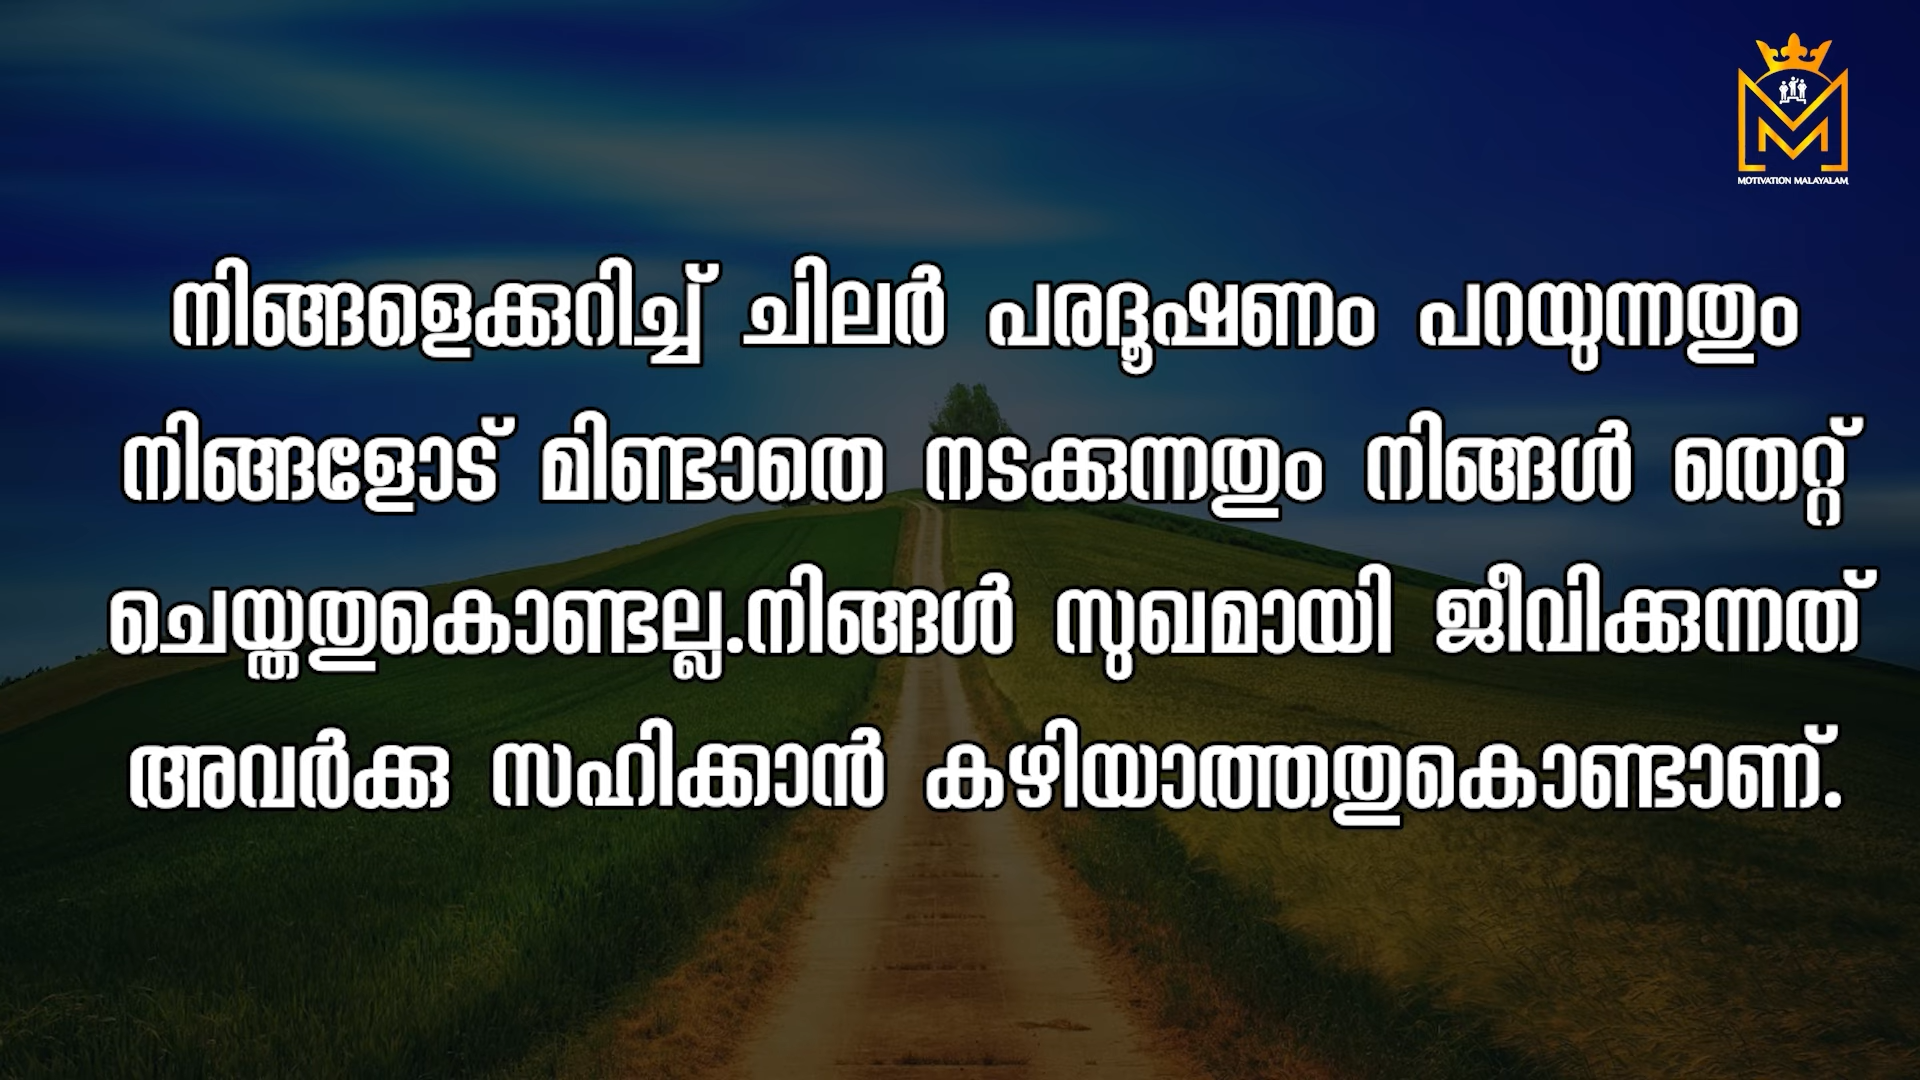 MOTIVATION MALAYALAM
നിങ്ങളെക്കുറിച്ച് ചിലർ പരദൂഷണം പറയുന്നതും
നിങ്ങളോട് മിണ്ടാതെ നടക്കുന്നതും നിങ്ങൾ തെറ്റ്
ചെയ്തതുകൊണ്ടല്ല.നിങ്ങൾ സുഖമായി ജീവിക്കുന്നത്
അവർക്കു സഹിക്കാൻ കഴിയാത്തതുകൊണ്ടാണ്.